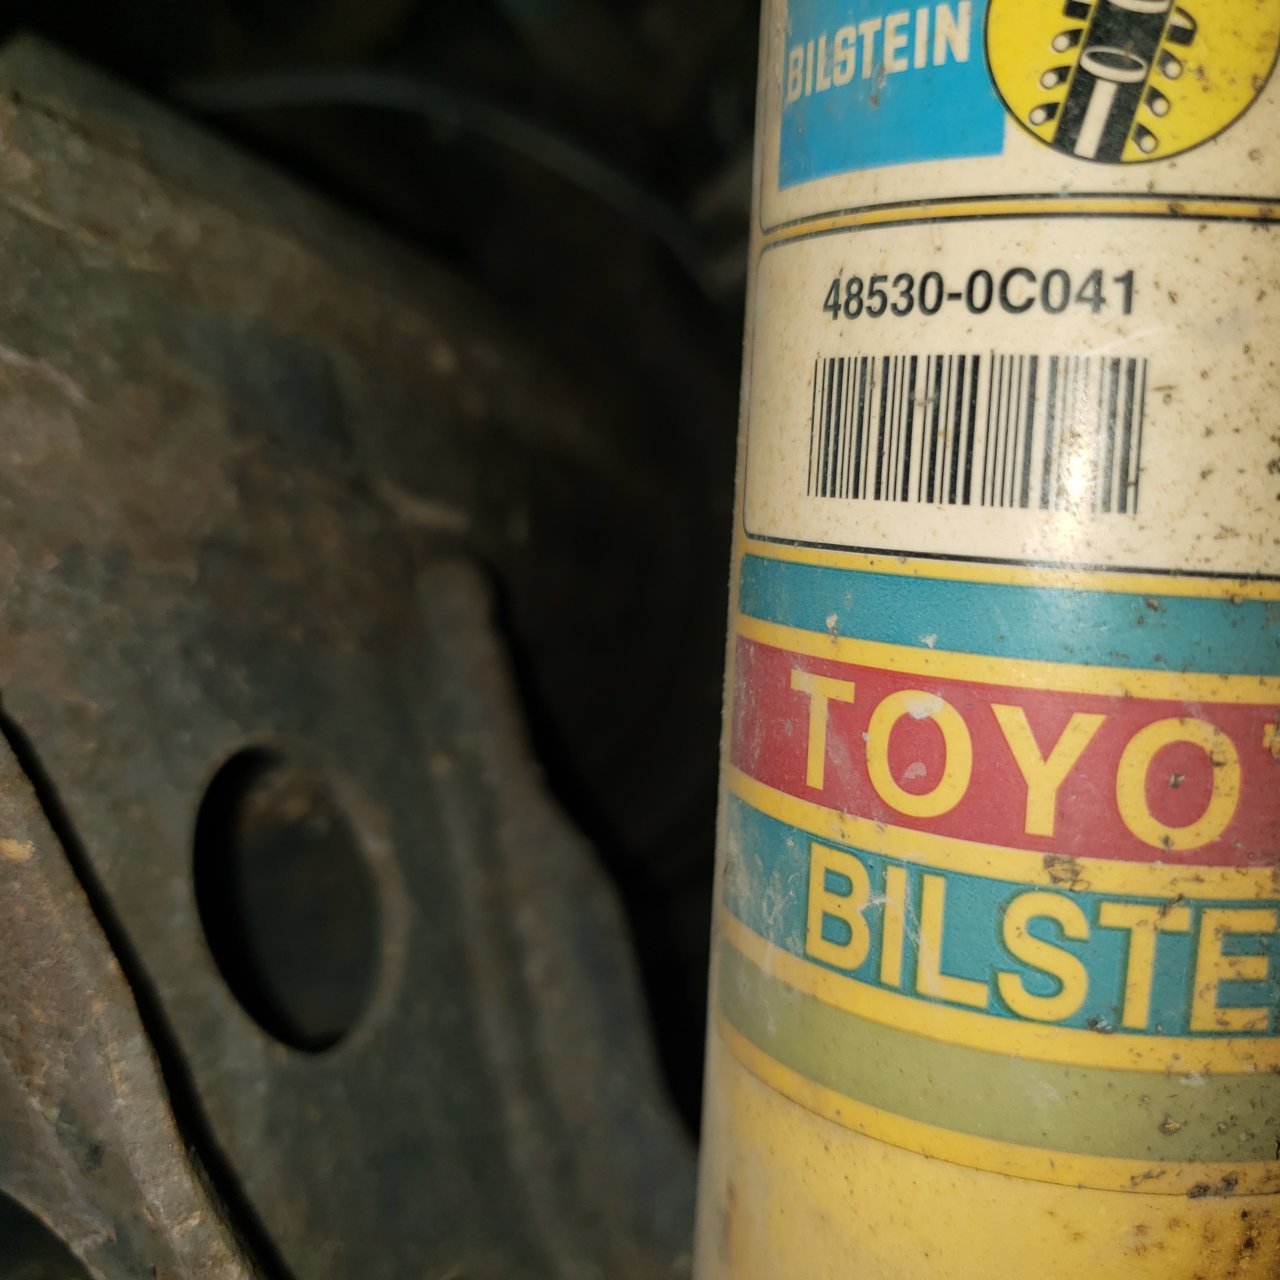 BILSTEIN
48530-0C041
TOYO
BILSTE